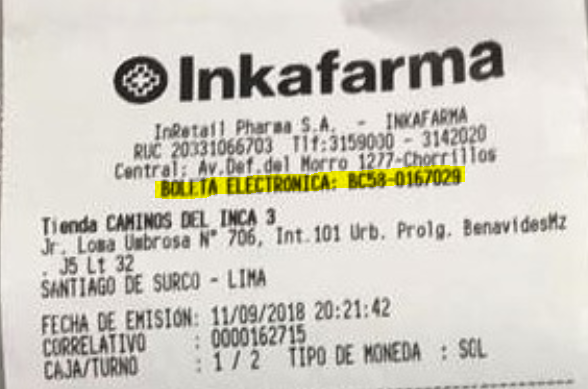 Inkafarma
InRetail Pharma S.A. - INKAFARMA
RUC 20331066703 Tlf:3159000 - 3142020
Central: Av.Def.del Morro 1277-Chorrillos
BOLETA ELECTRONICA: BC58-0167029
Tienda CAMINOS DEL INCA 3
Jr. Loma Umbrosa N° 706, Int.101 Urb. Prolg. BenavidesMz
. J5 Lt 32
SANTIAGO DE SURCO - LIMA
FECHA DE EMISIÓN: 11/09/2018 20:21:42
CORRELATIVO : 0000162715
CAJA/TURNO : 1 / 2 TIPO DE MONEDA : SOL